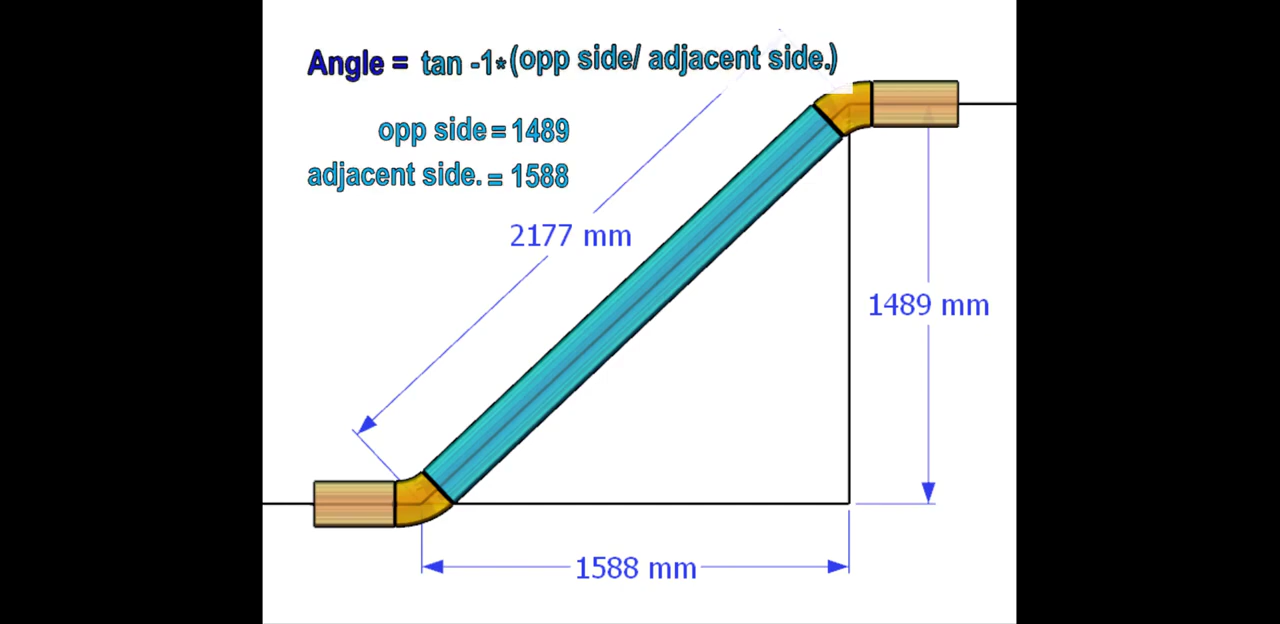 Angle = tan -1*(opp side/ adjacent side.)
opp side = 1489
adjacent side. = 1588
2177 mm
1489 mm
1588 mm